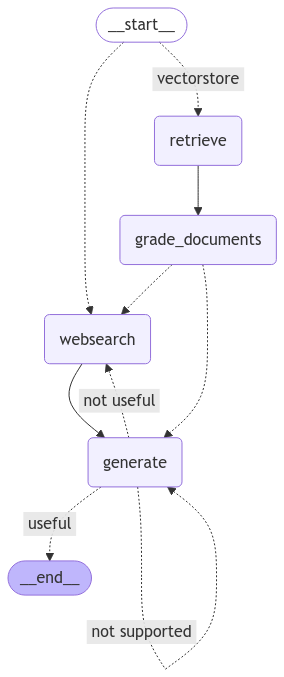 __start__
vectorstore
retrieve
grade_documents
websearch
not useful
generate
useful
__end__
not supported